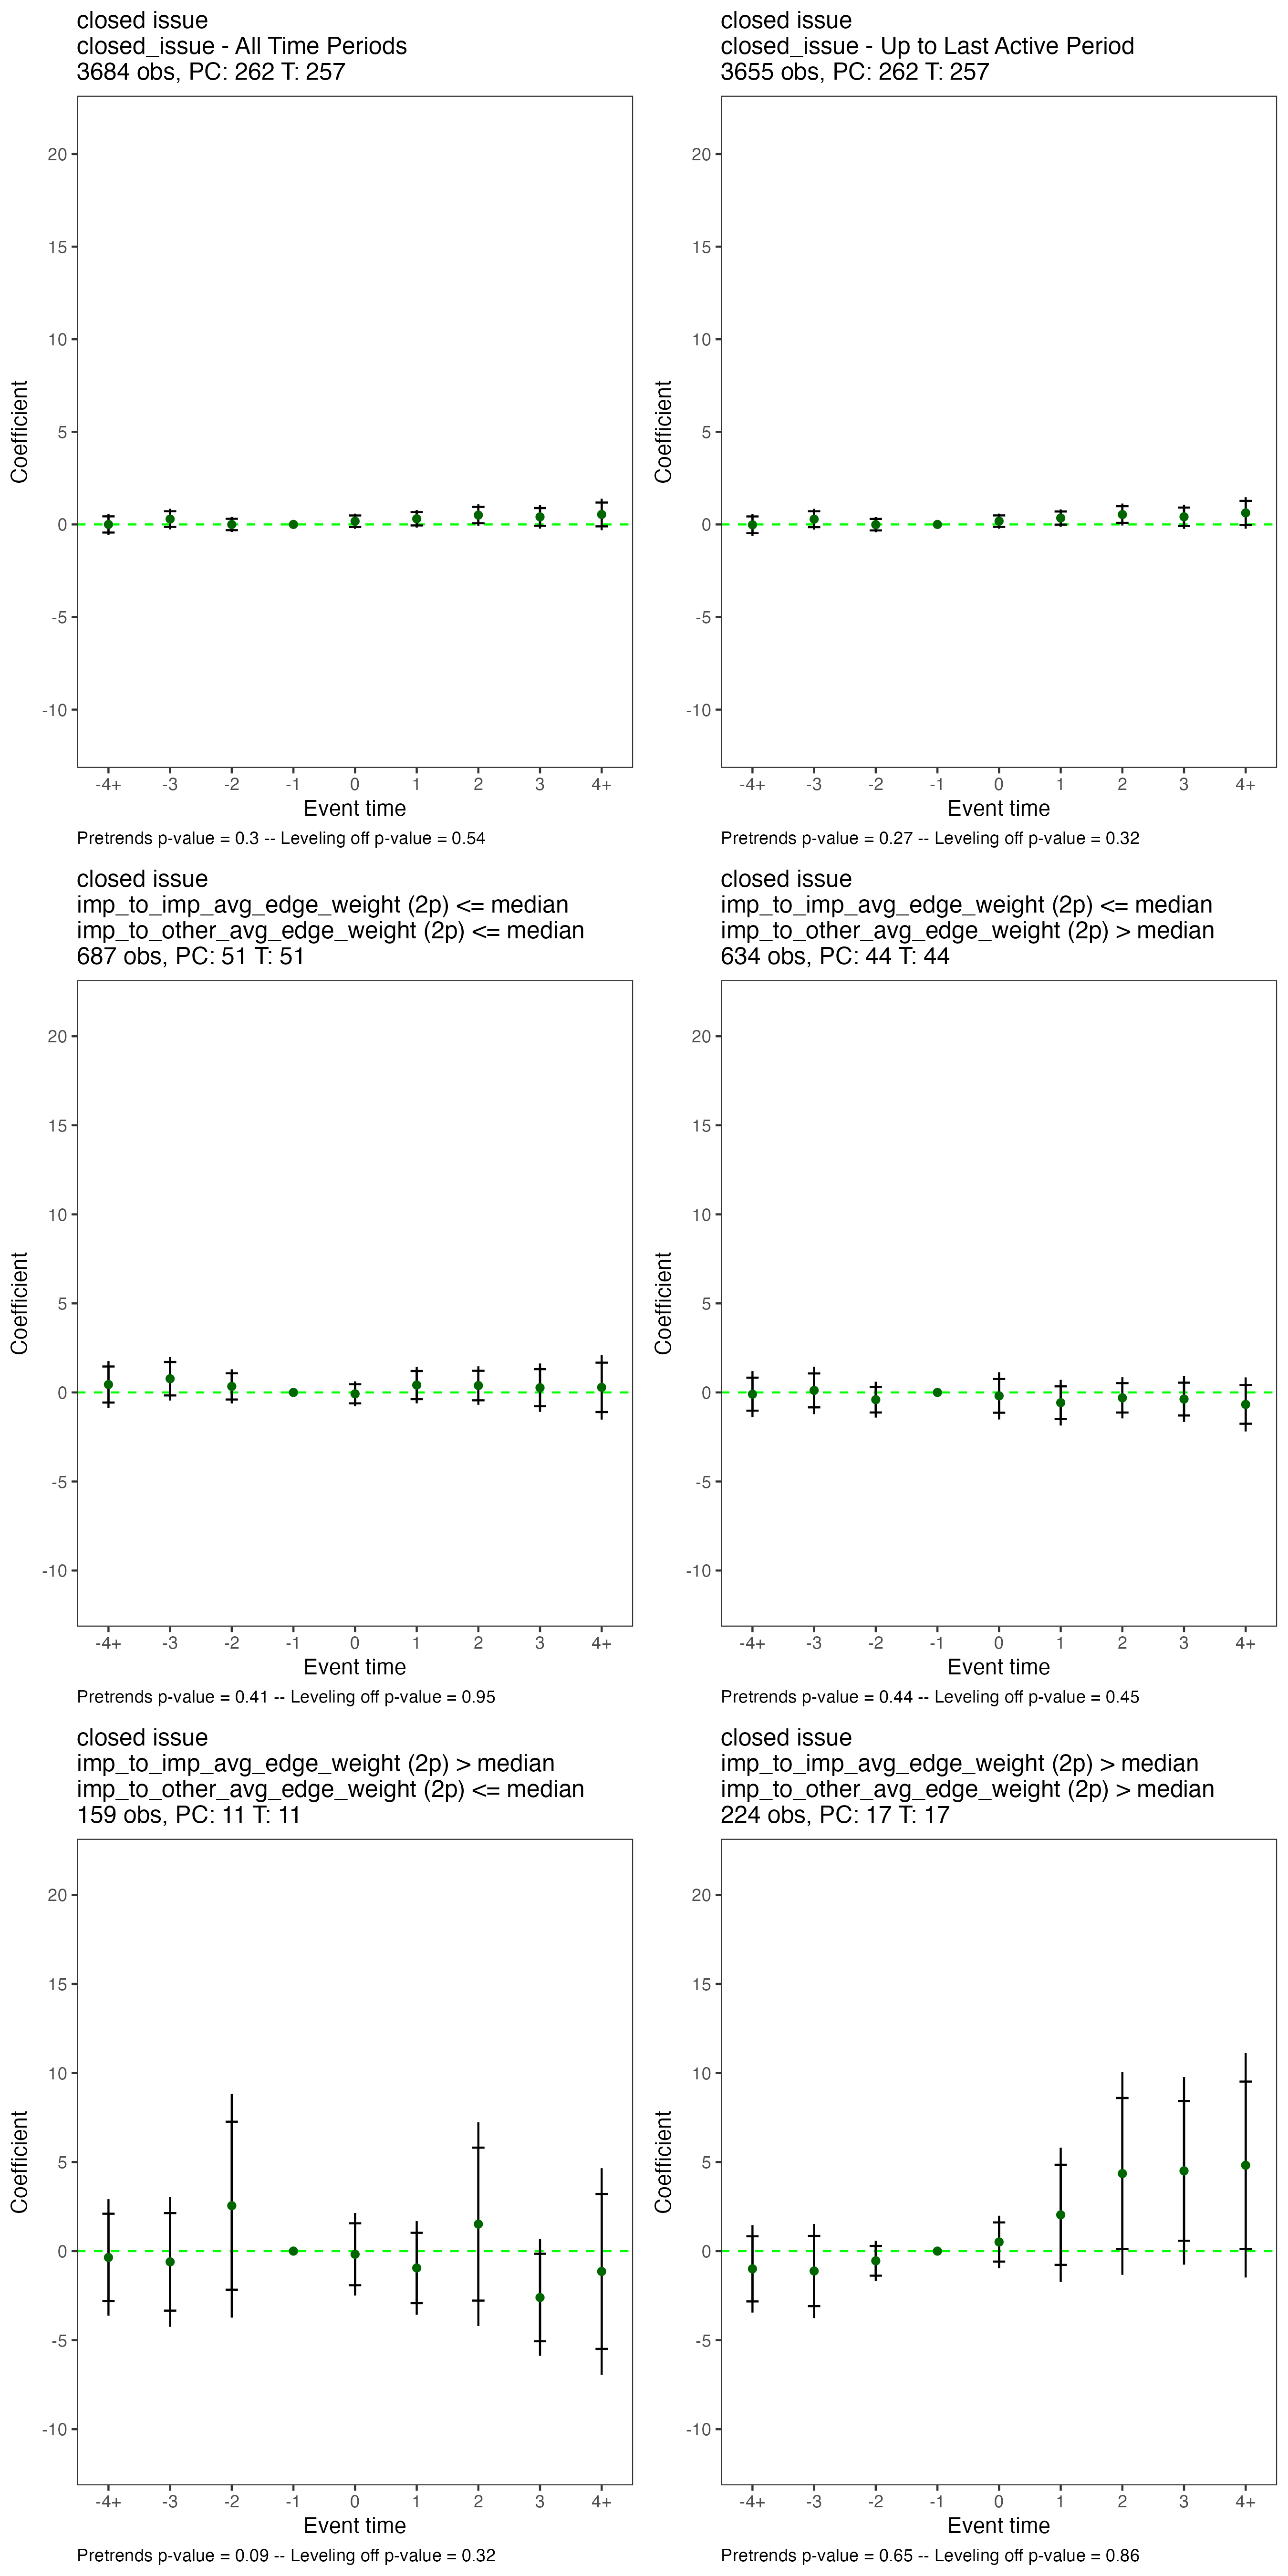 closed issue
closed_issue - All Time Periods
3684 obs, PC: 262 T: 257
20
15
10
5
0
-5
-10
Coefficient
-4+ -3 -2 -1 0 1 2 3 4+
Event time
Pretrends p-value = 0.3 -- Leveling off p-value = 0.54
closed issue
closed_issue - Up to Last Active Period
3655 obs, PC: 262 T: 257
20
15
10
5
0
-5
-10
Coefficient
-4+ -3 -2 -1 0 1 2 3 4+
Event time
Pretrends p-value = 0.27 -- Leveling off p-value = 0.32
closed issue
imp_to_imp_avg_edge_weight (2p) <= median
imp_to_other_avg_edge_weight (2p) <= median
687 obs, PC: 51 T: 51
20
15
10
5
0
-5
-10
Coefficient
-4+ -3 -2 -1 0 1 2 3 4+
Event time
Pretrends p-value = 0.41 -- Leveling off p-value = 0.95
closed issue
imp_to_imp_avg_edge_weight (2p) <= median
imp_to_other_avg_edge_weight (2p) > median
634 obs, PC: 44 T: 44
20
15
10
5
0
-5
-10
Coefficient
-4+ -3 -2 -1 0 1 2 3 4+
Event time
Pretrends p-value = 0.44 -- Leveling off p-value = 0.45
closed issue
imp_to_imp_avg_edge_weight (2p) > median
imp_to_other_avg_edge_weight (2p) <= median
159 obs, PC: 11 T: 11
20
15
10
5
0
-5
-10
Coefficient
-4+ -3 -2 -1 0 1 2 3 4+
Event time
Pretrends p-value = 0.09 -- Leveling off p-value = 0.32
closed issue
imp_to_imp_avg_edge_weight (2p) > median
imp_to_other_avg_edge_weight (2p) > median
224 obs, PC: 17 T: 17
20
15
10
5
0
-5
-10
Coefficient
-4+ -3 -2 -1 0 1 2 3 4+
Event time
Pretrends p-value = 0.65 -- Leveling off p-value = 0.86